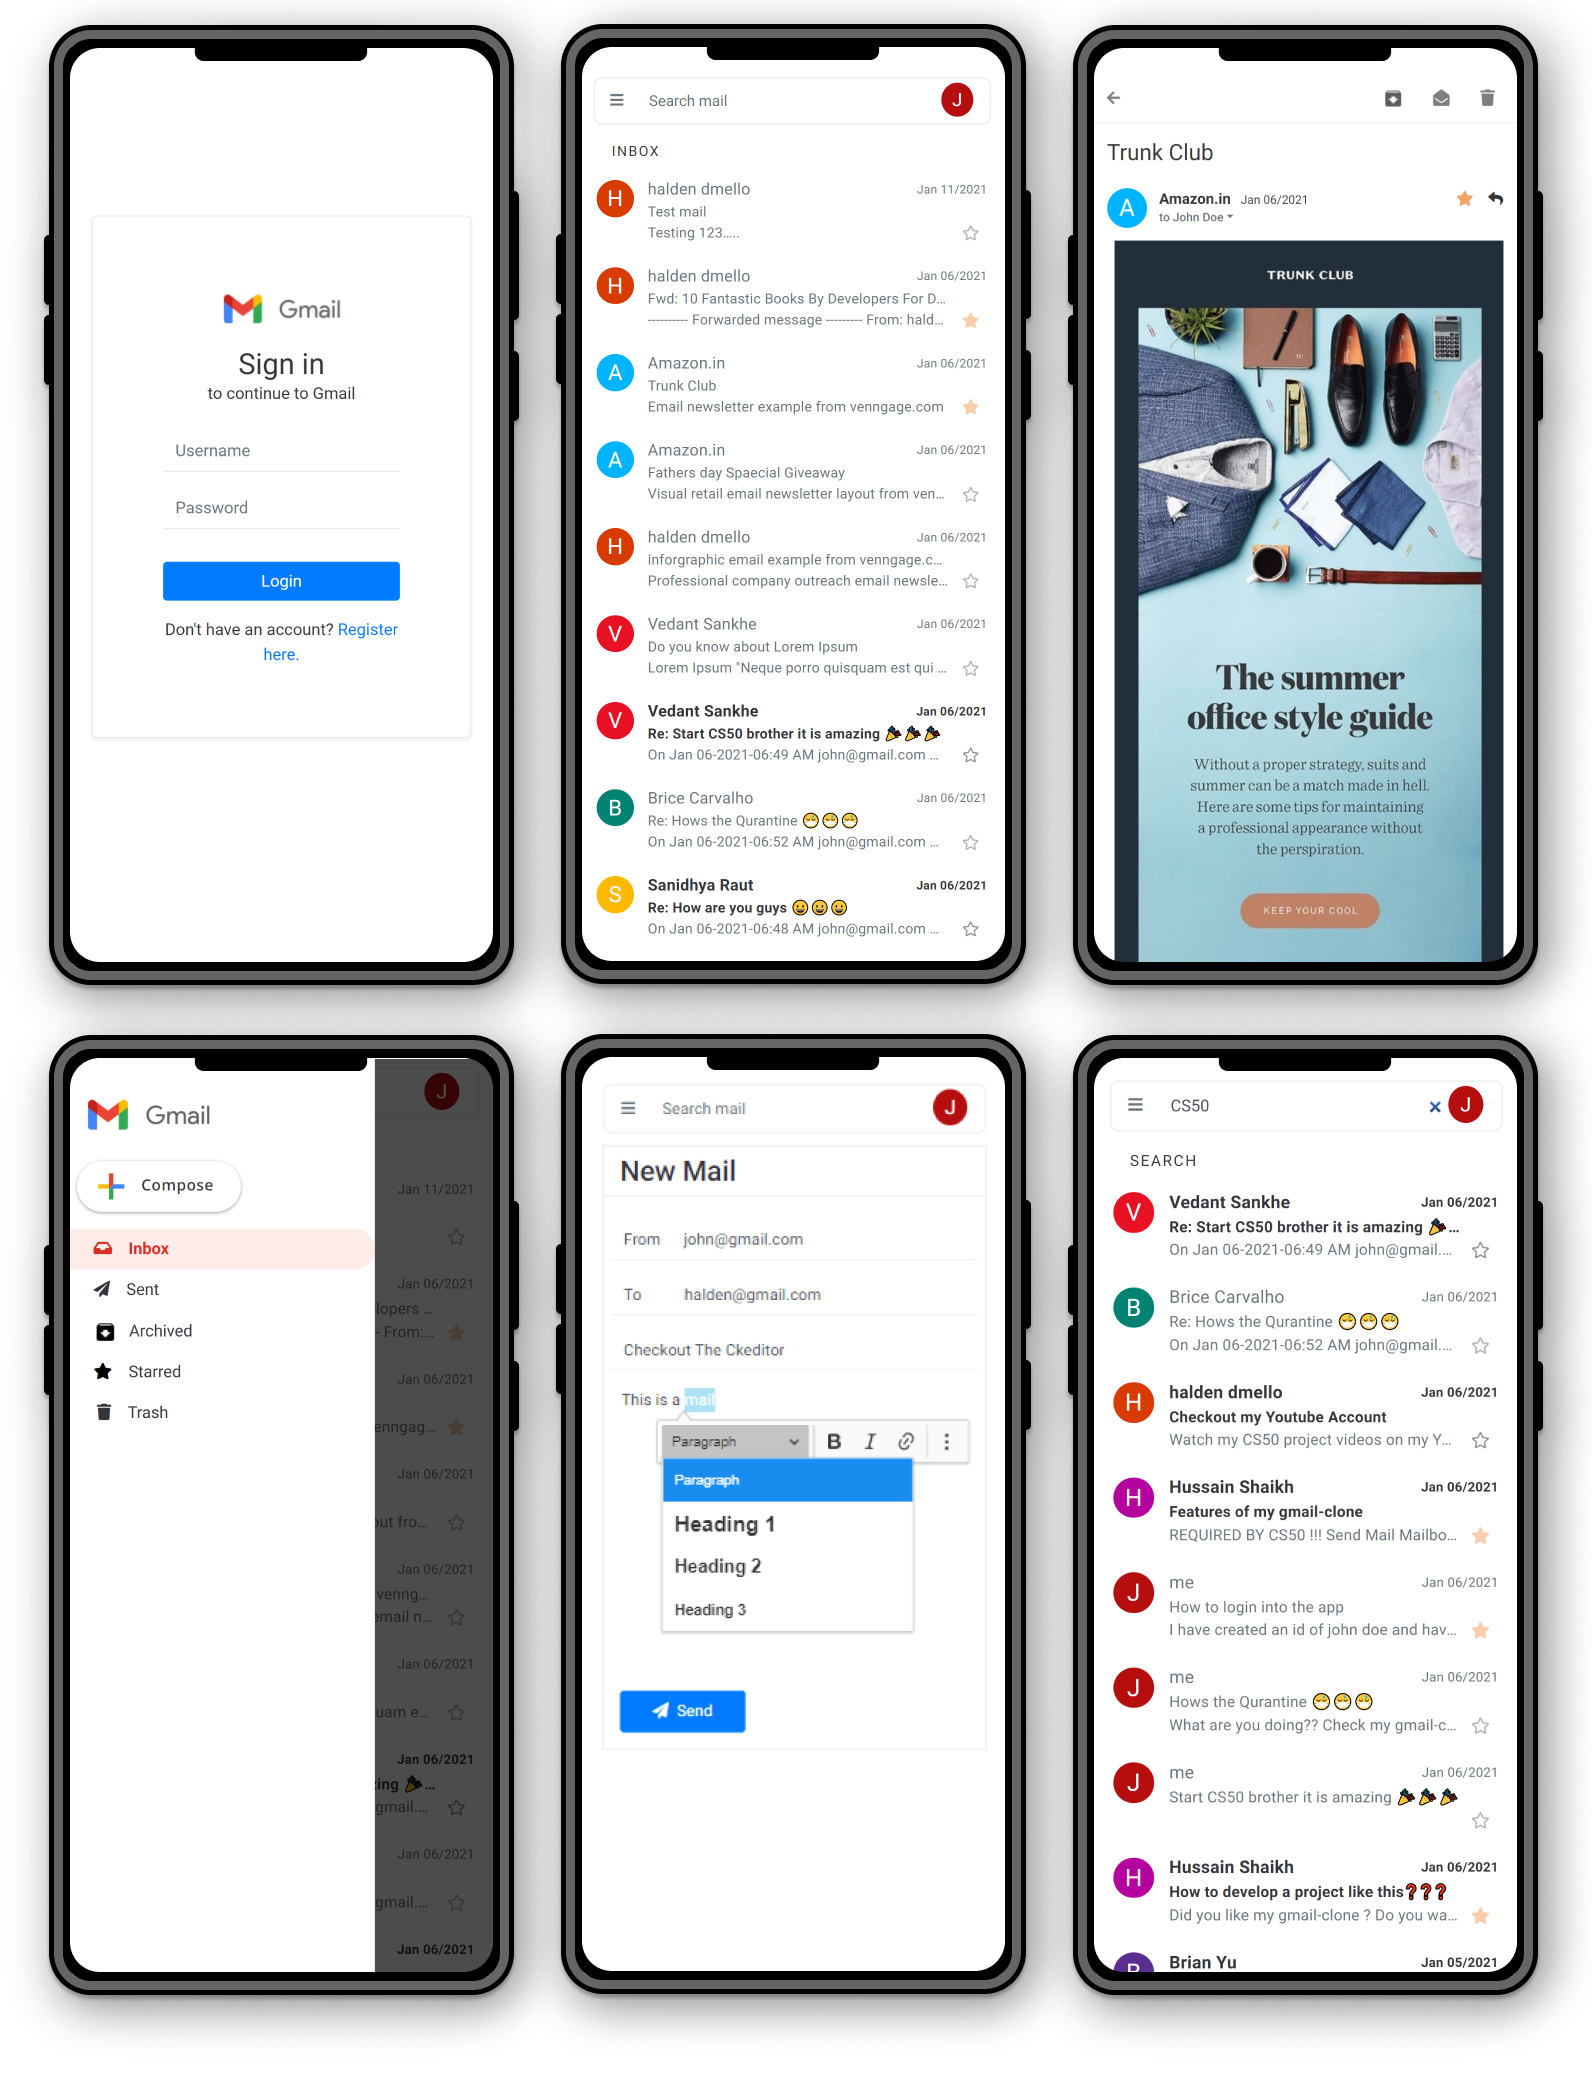 Gmail
Sign in
to continue to Gmail
Username
Password
Login
Don't have an account? Register
here.
Search mail
J
INBOX
H
halden dmello
Jan 11/2021
Test mail
Testing 123.....
H
halden dmello
Jan 06/2021
Fwd: 10 Fantastic Books By Developers For D...
---------- Forwarded message --------- From: hald...
A
Amazon.in
Jan 06/2021
Trunk Club
Email newsletter example from venngage.com
A
Amazon.in
Jan 06/2021
Fathers day Spaecial Giveaway
Visual retail email newsletter layout from ven...
H
halden dmello
Jan 06/2021
inforgraphic email example from venngage.c...
Professional company outreach email newsle...
V
Vedant Sankhe
Jan 06/2021
Do you know about Lorem Ipsum
Lorem Ipsum "Neque porro quisquam est qui ...
V
Vedant Sankhe
Jan 06/2021
Re: Start CS50 brother it is amazing 🎉🎉🎉
On Jan 06-2021-06:49 AM john@gmail.com ...
B
Brice Carvalho
Jan 06/2021
Re: Hows the Qurantine 😷😷😷
On Jan 06-2021-06:52 AM john@gmail.com ...
S
Sanidhya Raut
Jan 06/2021
Re: How are you guys 😀😀😀
On Jan 06-2021-06:48 AM john@gmail.com ...
Trunk Club
A
Amazon.in Jan 06/2021
to John Doe
TRUNK CLUB
TC
The summer
office style guide
Without a proper strategy, suits and
summer can be a match made in hell.
Here are some tips for maintaining
a professional appearance without
the perspiration.
KEEP YOUR COOL
Gmail
Compose
Inbox
Sent
Archived
Starred
Trash
J
Jan 11/2021
Jan 06/2021
lopers ...
- From:...
Jan 06/2021
enngag...
Jan 06/2021
out fro...
Jan 06/2021
venng...
email n...
Jan 06/2021
uam e...
Jan 06/2021
zing 🎉...
gmail....
Jan 06/2021
gmail....
Jan 06/2021
Search mail
J
New Mail
From john@gmail.com
To halden@gmail.com
Checkout The Ckeditor
This is a mail
Paragraph
B I
Paragraph
Heading 1
Heading 2
Heading 3
Send
CS50
J
SEARCH
V
Vedant Sankhe
Jan 06/2021
Re: Start CS50 brother it is amazing 🎉...
On Jan 06-2021-06:49 AM john@gmail....
B
Brice Carvalho
Jan 06/2021
Re: Hows the Qurantine 😷😷😷
On Jan 06-2021-06:52 AM john@gmail....
H
halden dmello
Jan 06/2021
Checkout my Youtube Account
Watch my CS50 project videos on my Y...
H
Hussain Shaikh
Jan 06/2021
Features of my gmail-clone
REQUIRED BY CS50 !!! Send Mail Mailbo...
J
me
Jan 06/2021
How to login into the app
I have created an id of john doe and hav...
J
me
Jan 06/2021
Hows the Qurantine 😷😷😷
What are you doing?? Check my gmail-c...
J
me
Jan 06/2021
Start CS50 brother it is amazing 🎉🎉🎉
H
Hussain Shaikh
Jan 06/2021
How to develop a project like this❓❓❓
Did you like my gmail-clone ? Do you wa...
B
Brian Yu
Jan 05/2021